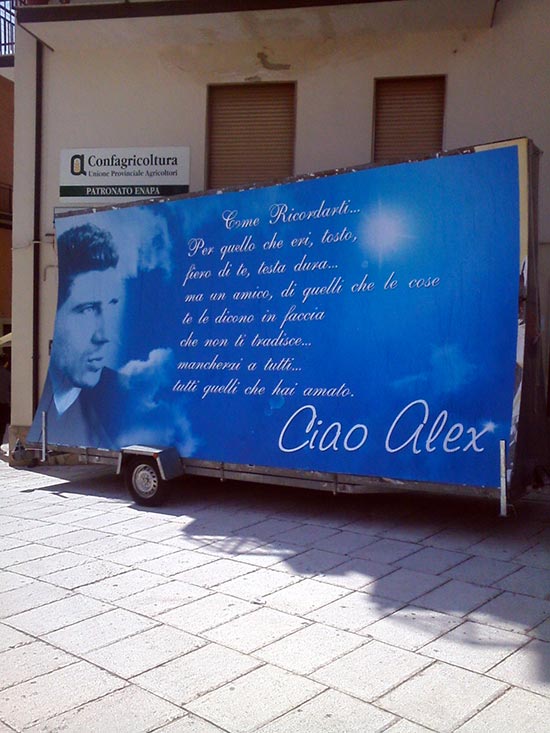 Confagricoltura
Unione Provinciale Agricoltori
PATRONATO ENAPA
Come Ricordarti...
Per quello che eri, tosto,
fiero di te, testa dura...
ma un amico, di quelli che le cose
te le dicono in faccia
che non ti tradisce...
mancherai a tutti...
tutti quelli che hai amato.
Ciao Alex